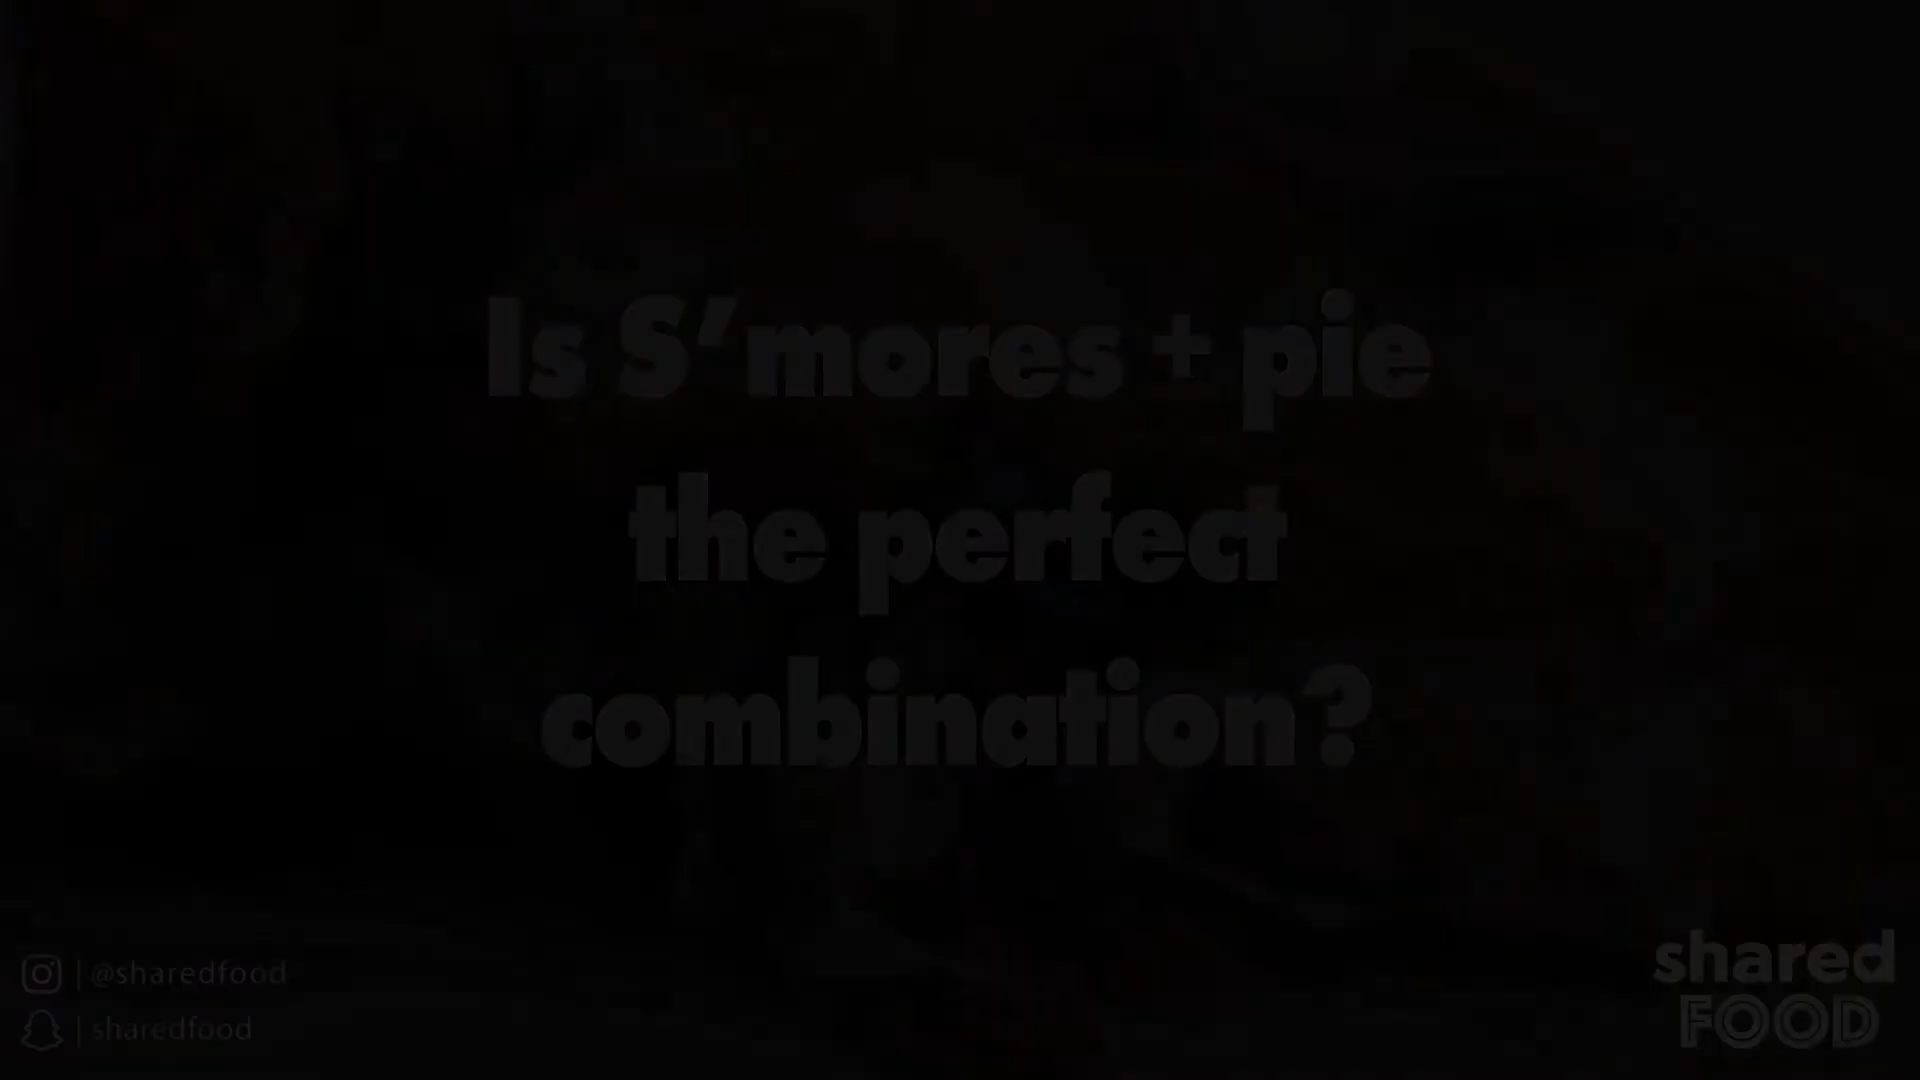 Is S'mores + pie
the perfect
combination?
| @sharedfood
| sharedfood
shared
FOOD